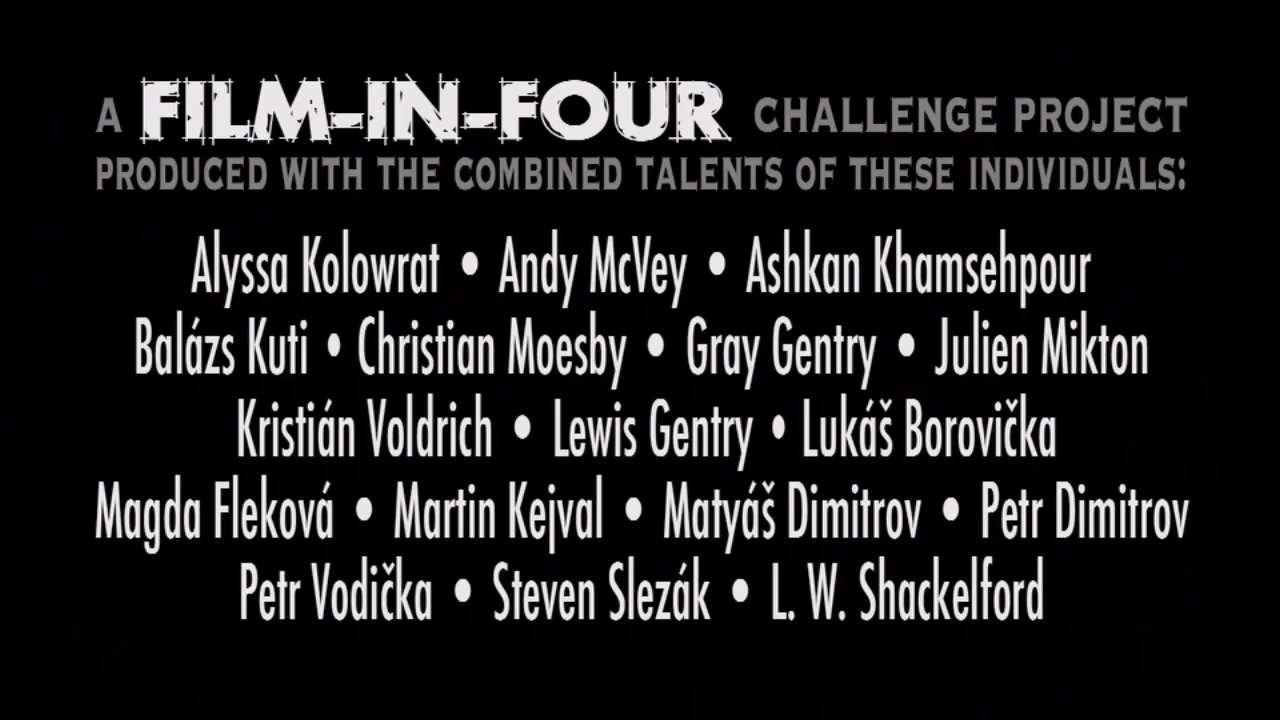 A FILM-IN-FOUR CHALLENGE PROJECT
PRODUCED WITH THE COMBINED TALENTS OF THESE INDIVIDUALS:
Alyssa Kolowrat • Andy McVey • Ashkan Khamsehpour
Balázs Kuti • Christian Moesby • Gray Gentry • Julien Mikton
Kristián Voldrich • Lewis Gentry • Lukáš Borovička
Magda Fleková • Martin Kejval • Matyáš Dimitrov • Petr Dimitrov
Petr Vodička • Steven Slezák • L. W. Shackelford